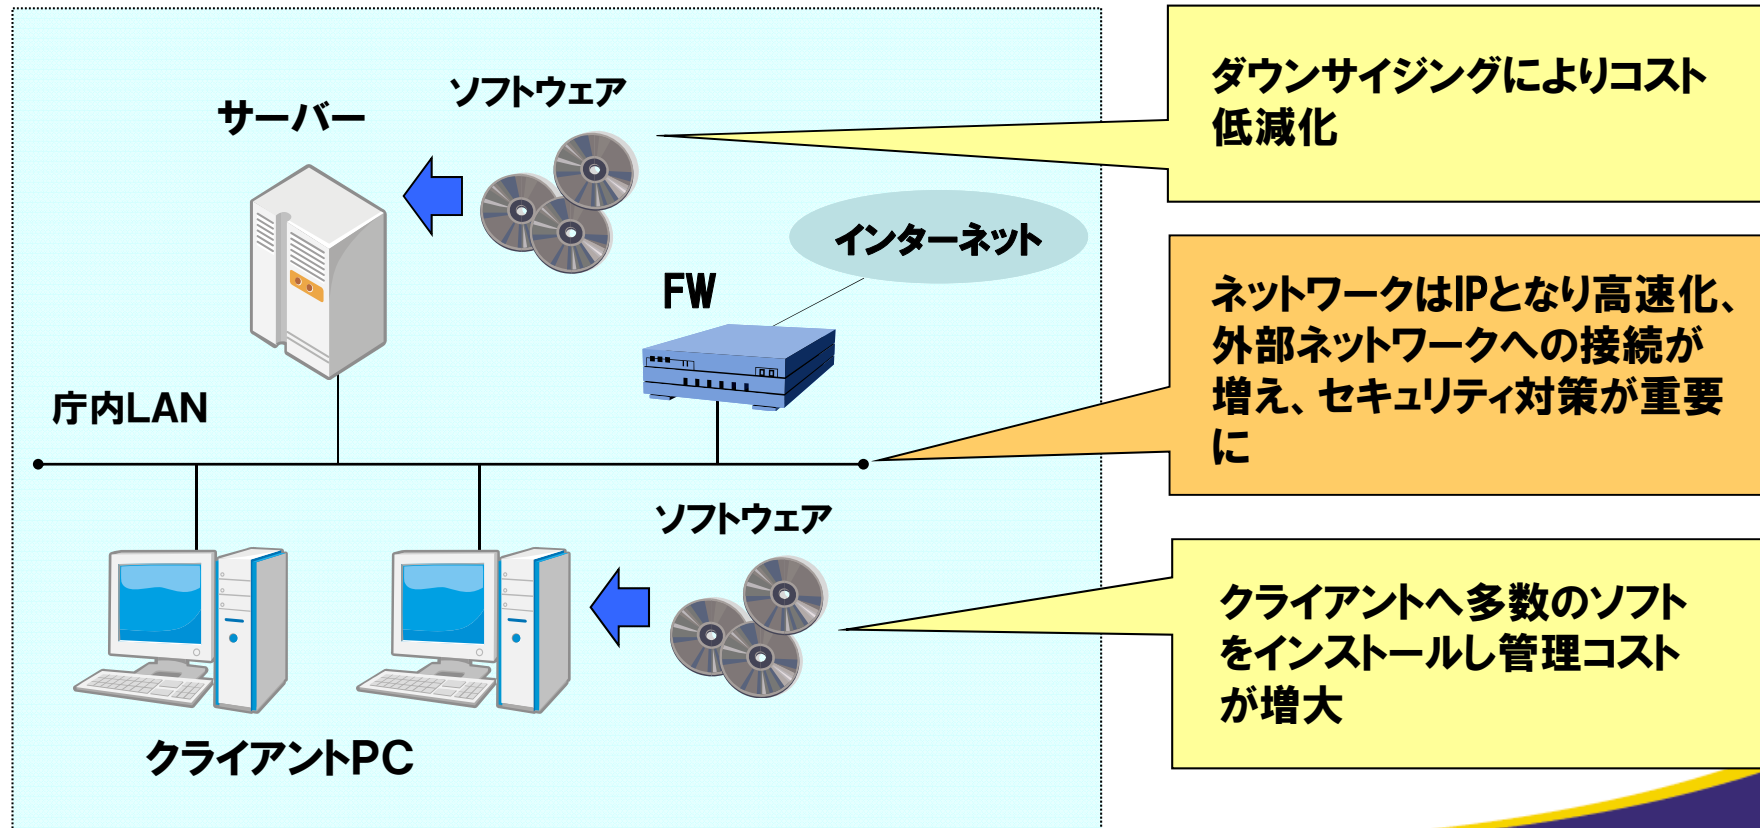 ソフトウェア
サーバー
インターネット
FW
庁内LAN
ソフトウェア
クライアントPC
ダウンサイジングによりコスト
低減化
ネットワークはIPとなり高速化、
外部ネットワークへの接続が
増え、セキュリティ対策が重要
に
クライアントへ多数のソフト
をインストールし管理コスト
が増大